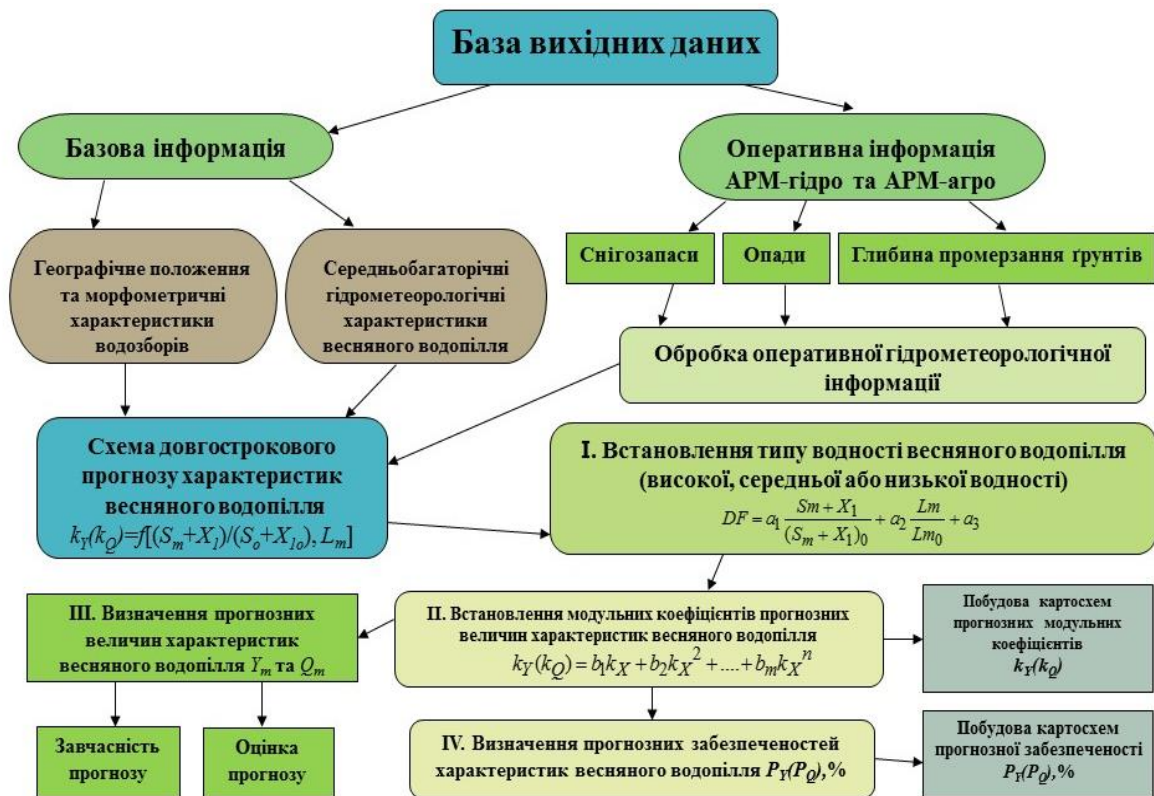 База вихідних даних
Базова інформація
Оперативна інформація
АРМ-гідро та АРМ-агро
Снігозапаси
Опади
Глибина промерзання ґрунтів
Географічне положення
та морфометричні
характеристики
водозборів
Середньобагаторічні
гідрометеорологічні
характеристики
весняного водопілля
Обробка оперативної гідрометеорологічної
інформації
Схема довгострокового
прогнозу характеристик
весняного водопілля
k_Y(k_Q)=f[(S_m+X_1)/(S_o+X_1o), L_m]
I. Встановлення типу водності весняного водопілля
(високої, середньої або низької водності)
DF = a_1 (Sm + X_1)/((S_m + X_1)_0) + a_2 Lm/Lm_0 + a_3
III. Визначення прогнозних
величин характеристик
весняного водопілля Y_m та Q_m
II. Встановлення модульних коефіцієнтів прогнозних
величин характеристик весняного водопілля
k_Y(k_Q) = b_1k_X + b_2k_X^2 + .... + b_mk_X^n
Побудова картосхем
прогнозних модульних
коефіцієнтів
k_Y(k_Q)
Завчасність
прогнозу
Оцінка
прогнозу
IV. Визначення прогнозних забезпеченостей
характеристик весняного водопілля P_Y(P_Q),%
Побудова картосхем
прогнозної забезпеченості
P_Y(P_Q),%